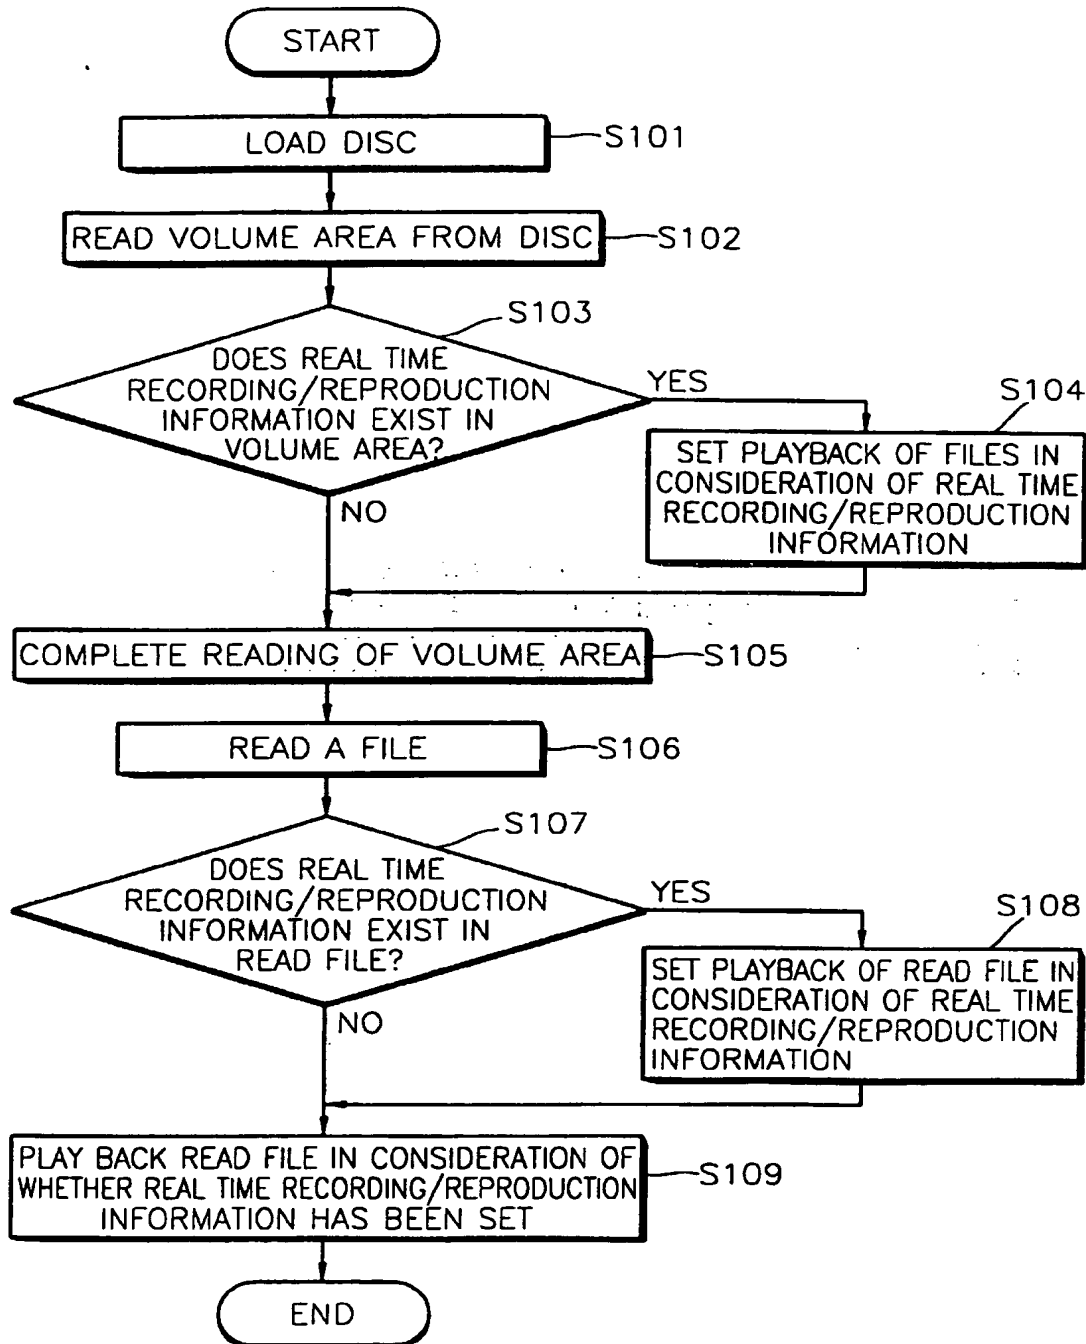 START
LOAD DISC
S101
READ VOLUME AREA FROM DISC
S102
S103
DOES REAL TIME
RECORDING/REPRODUCTION
INFORMATION EXIST IN
VOLUME AREA?
YES
NO
S104
SET PLAYBACK OF FILES IN
CONSIDERATION OF REAL TIME
RECORDING/REPRODUCTION
INFORMATION
COMPLETE READING OF VOLUME AREA
S105
READ A FILE
S106
S107
DOES REAL TIME
RECORDING/REPRODUCTION
INFORMATION EXIST IN
READ FILE?
YES
NO
S108
SET PLAYBACK OF READ FILE IN
CONSIDERATION OF REAL TIME
RECORDING/REPRODUCTION
INFORMATION
PLAY BACK READ FILE IN CONSIDERATION OF
WHETHER REAL TIME RECORDING/REPRODUCTION
INFORMATION HAS BEEN SET
S109
END